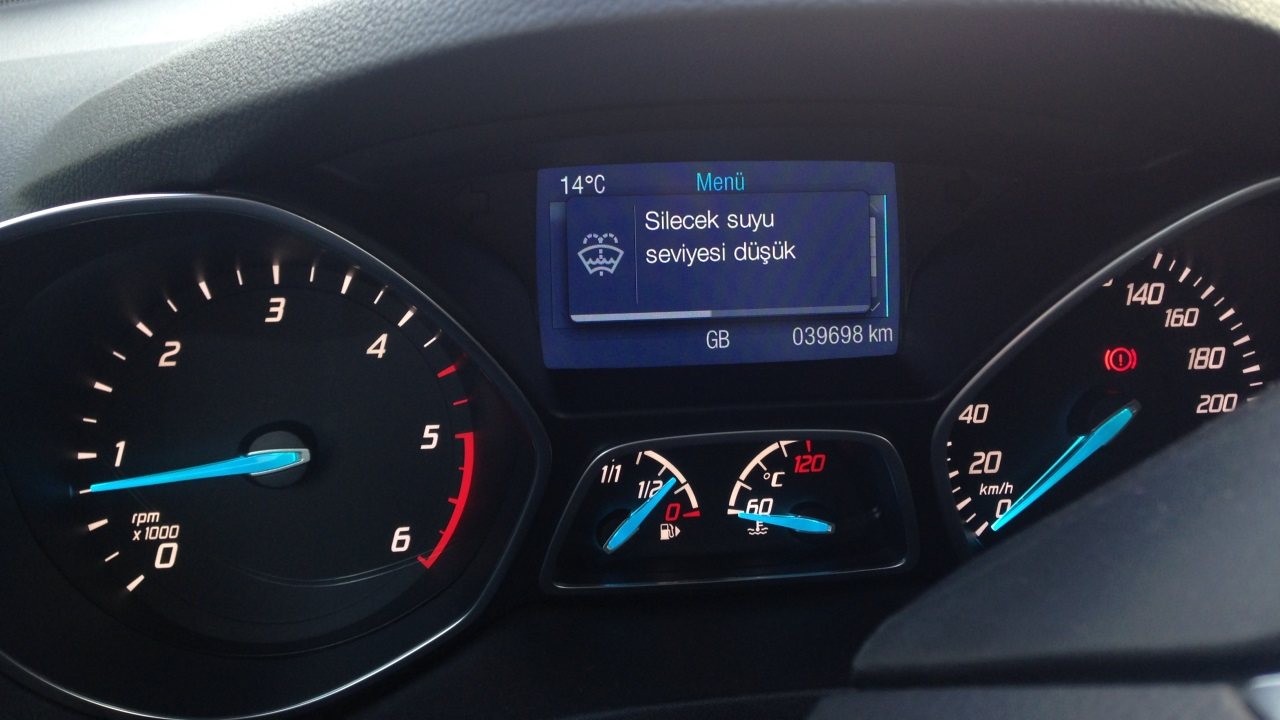 14°C
Menü
Silecek suyu
seviyesi düşük
GB
039698 km
0
1
2
3
4
5
6
rpm
x 1000
1/1
1/2
0
°C
120
60
0
20
40
140
160
180
200
km/h